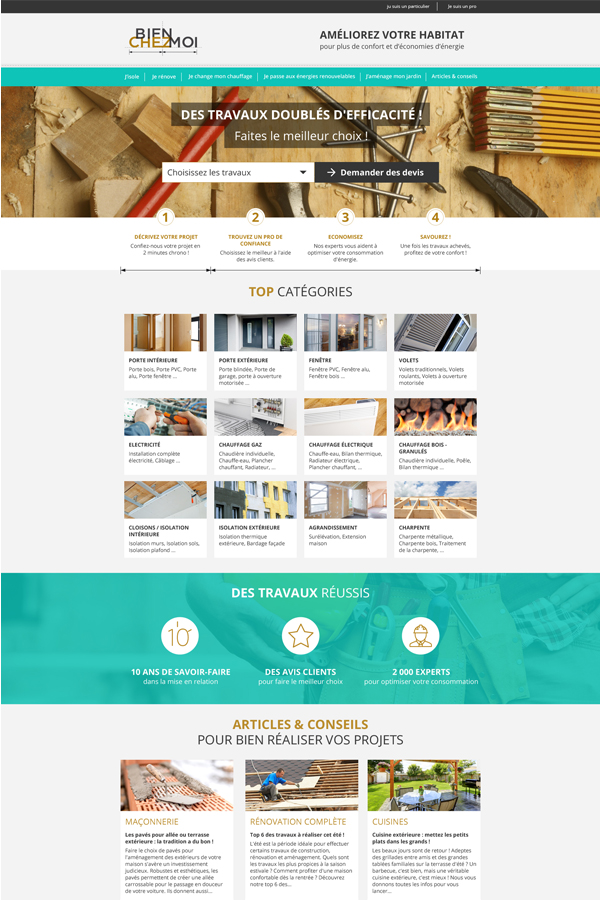 Je suis un particulier
Je suis un pro
BIEN
CHEZMOI
AMÉLIOREZ VOTRE HABITAT
pour plus de confort et d'économies d'énergie
J'isole
Je rénove
Je change mon chauffage
Je passe aux énergies renouvelables
J'aménage mon jardin
Articles & conseils
DES TRAVAUX DOUBLÉS D'EFFICACITÉ !
Faites le meilleur choix !
Choisissez les travaux
Demander des devis
1
DÉCRIVEZ VOTRE PROJET
Confiez-nous votre projet en
2 minutes chrono !
2
TROUVEZ UN PRO DE
CONFIANCE
Choisissez le meilleur à l'aide
des avis clients.
3
ECONOMISEZ
Nos experts vous aident à
optimiser votre consommation
d'énergie.
4
SAVOUREZ !
Une fois les travaux achevés,
profitez de votre confort !
TOP CATÉGORIES
PORTE INTÉRIEURE
Porte bois, Porte PVC, Porte
alu, Porte fenêtre ...
PORTE EXTÉRIEURE
Porte blindée, Porte de
garage, porte à ouverture
motorisée ...
FENÊTRE
Fenêtre PVC, Fenêtre alu,
Fenêtre bois ...
VOLETS
Volets traditionnels, Volets
roulants, Volets à ouverture
motorisée
ELECTRICITÉ
Installation complète
électricité, Câblage ...
CHAUFFAGE GAZ
Chaudière individuelle,
Chauffe-eau, Plancher
chauffant, Radiateur, ...
CHAUFFAGE ÉLECTRIQUE
Chauffe-eau, Bilan thermique,
Radiateur électrique,
Plancher chauffant, ...
CHAUFFAGE BOIS -
GRANULÉS
Chaudière individuelle, Poêle,
Bilan thermique ...
CLOISONS / ISOLATION
INTÉRIEURE
Isolation murs, Isolation sols,
Isolation plafond ...
ISOLATION EXTÉRIEURE
Isolation thermique
extérieure, Bardage façade
AGRANDISSEMENT
Surélévation, Extension
maison
CHARPENTE
Charpente métallique,
Charpente bois, Traitement
de la charpente, ...
DES TRAVAUX RÉUSSIS
10
10 ANS DE SAVOIR-FAIRE
dans la mise en relation
DES AVIS CLIENTS
pour faire le meilleur choix
2 000 EXPERTS
pour optimiser votre consommation
ARTICLES & CONSEILS
POUR BIEN RÉALISER VOS PROJETS
MAÇONNERIE
Les pavés pour allée ou terrasse
extérieure : la tradition a du bon !
Faire le choix de pavés pour
l'aménagement des extérieurs de votre
maison s'avère un investissement
judicieux. Robustes et esthétiques, les
pavés permettent de créer une allée
carrossable pour le passage en douceur
de votre voiture. Ils donnent aussi...
RÉNOVATION COMPLÈTE
Top 6 des travaux à réaliser cet été !
L'été est la période idéale pour effectuer
certains travaux de construction,
rénovation et aménagement. Quels sont
les travaux les plus propices à la saison
estivale ? Comment profiter d'une maison
confortable dès la rentrée ? Découvrez
notre top 6 des...
CUISINES
Cuisine extérieure : mettez les petits
plats dans les grands !
Les beaux jours sont de retour ! Adeptes
des grillades entre amis et des grandes
tablées familiales sur la terrasse d'été ? Un
barbecue, c'est bien, mais une véritable
cuisine extérieure, c'est mieux ! Nous vous
donnons toutes les infos pour vous
lancer...